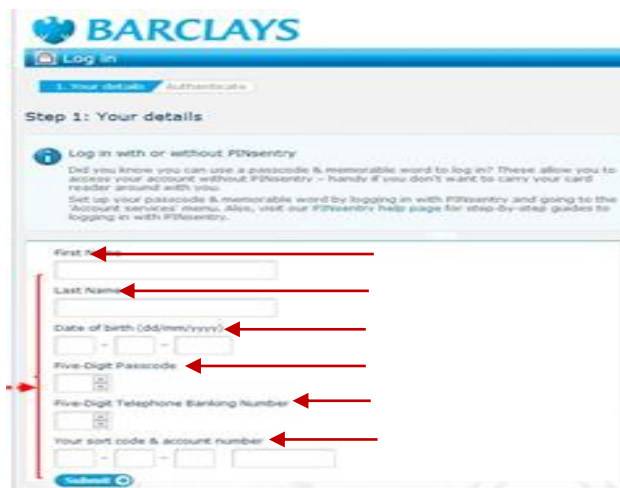 BARCLAYS
Log in
1. Your details Authenticate
Step 1: Your details
Log in with or without PINsentry
Did you know you can use a passcode & memorable word to log in? These allow you to
access your account without PINsentry – handy if you don't want to carry your card
reader around with you.
Set up your passcode & memorable word by logging in with PINsentry and going to the
'Account services' menu. Also, visit our PINsentry help page for step-by-step guides to
logging in with PINsentry.
First Name
Last Name
Date of birth (dd/mm/yyyy)
- -
Five-Digit Passcode
Five-Digit Telephone Banking Number
Your sort code & account number
- -
Submit